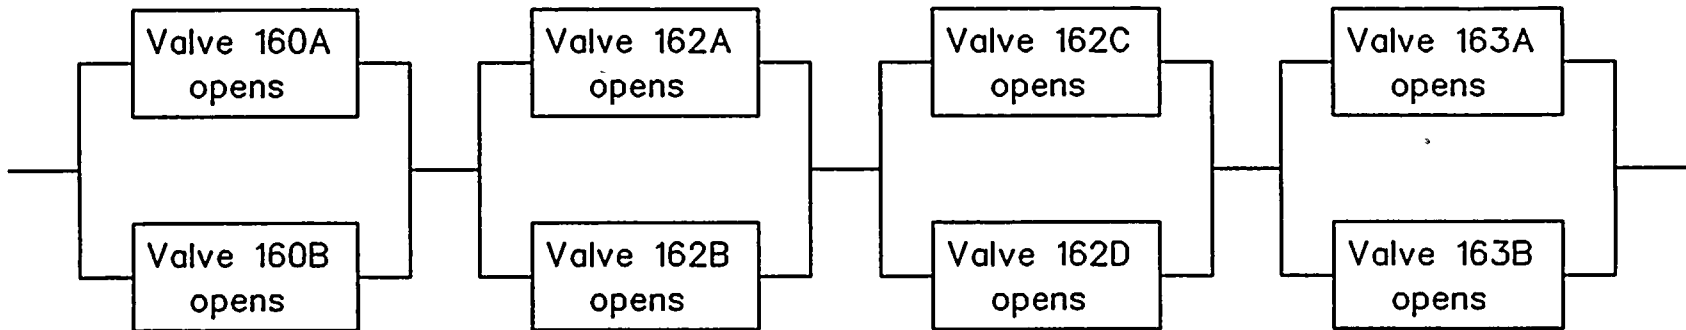 Valve 160A
opens
Valve 162A
opens
Valve 162C
opens
Valve 163A
opens
Valve 160B
opens
Valve 162B
opens
Valve 162D
opens
Valve 163B
opens